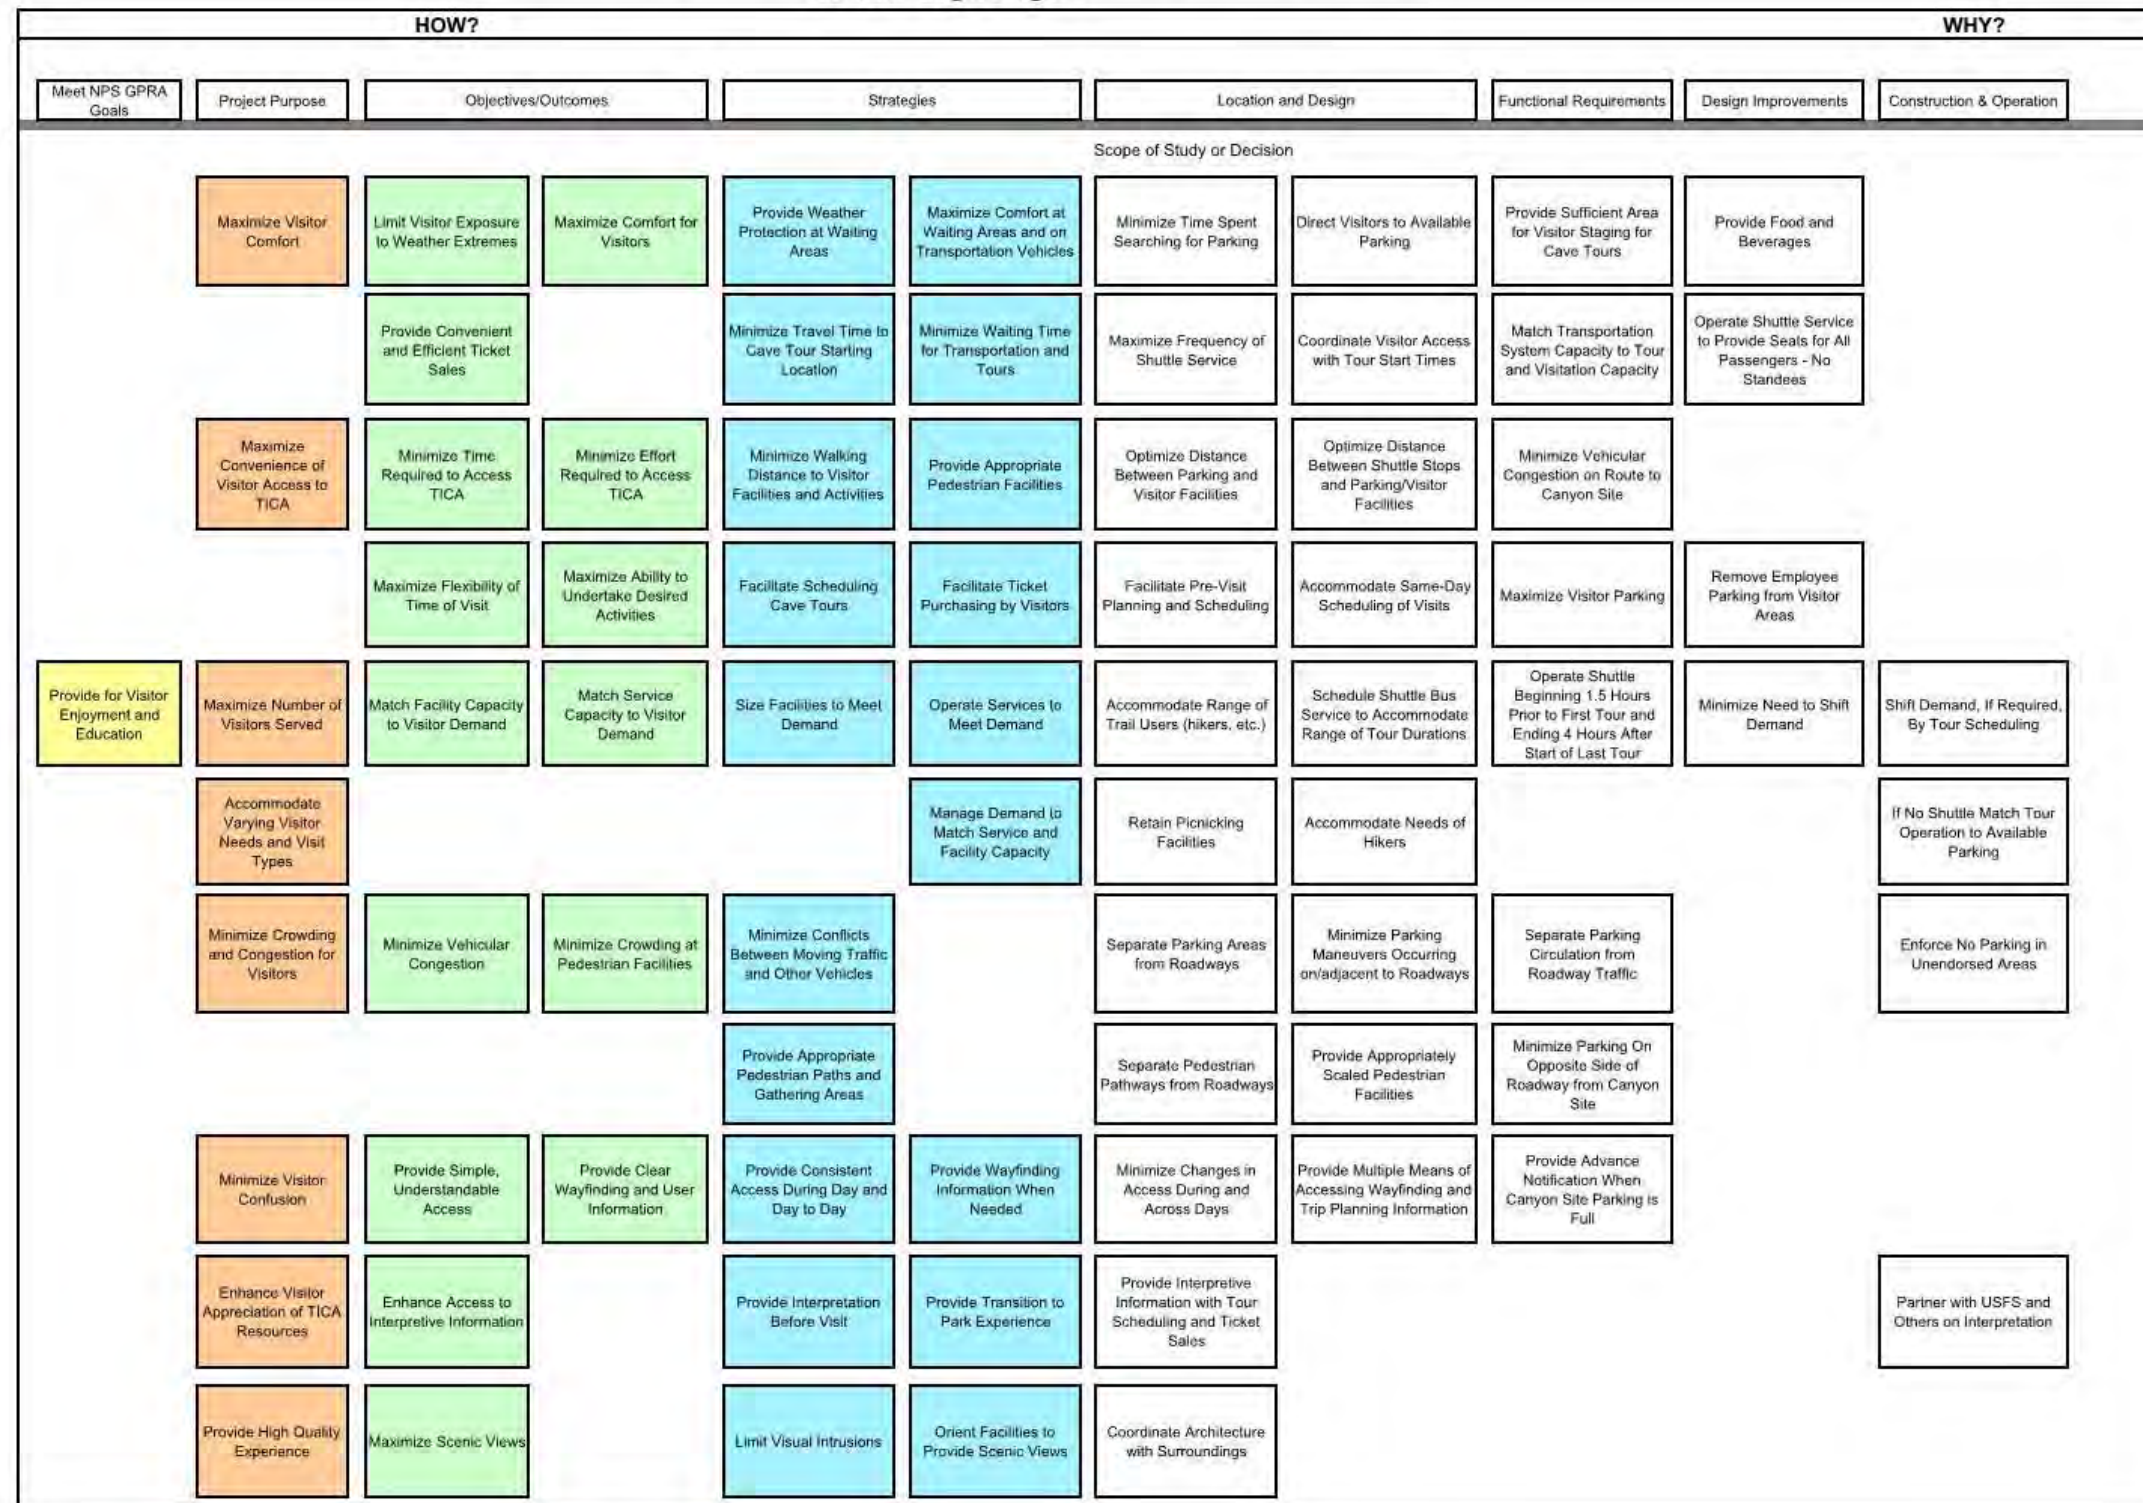 HOW?
WHY?
Meet NPS GPRA
Goals
Project Purpose
Objectives/Outcomes
Strategies
Location and Design
Functional Requirements
Design Improvements
Construction & Operation
Scope of Study or Decision
Maximize Visitor
Comfort
Limit Visitor Exposure
to Weather Extremes
Maximize Comfort for
Visitors
Provide Weather
Protection at Waiting
Areas
Maximize Comfort at
Waiting Areas and on
Transportation Vehicles
Minimize Time Spent
Searching for Parking
Direct Visitors to Available
Parking
Provide Sufficient Area
for Visitor Staging for
Cave Tours
Provide Food and
Beverages
Provide Convenient
and Efficient Ticket
Sales
Minimize Travel Time to
Cave Tour Starting
Location
Minimize Waiting Time
for Transportation and
Tours
Maximize Frequency of
Shuttle Service
Coordinate Visitor Access
with Tour Start Times
Match Transportation
System Capacity to Tour
and Visitation Capacity
Operate Shuttle Service
to Provide Seals for All
Passengers - No
Standees
Maximize
Convenience of
Visitor Access to
TICA
Minimize Time
Required to Access
TICA
Minimize Effort
Required to Access
TICA
Minimize Walking
Distance to Visitor
Facilities and Activities
Provide Appropriate
Pedestrian Facilities
Optimize Distance
Between Parking and
Visitor Facilities
Optimize Distance
Between Shuttle Stops
and Parking/Visitor
Facilities
Minimize Vehicular
Congestion on Route to
Canyon Site
Maximize Flexibility of
Time of Visit
Maximize Ability to
Undertake Desired
Activities
Facilitate Scheduling
Cave Tours
Facilitate Ticket
Purchasing by Visitors
Facilitate Pre-Visit
Planning and Scheduling
Accommodate Same-Day
Scheduling of Visits
Maximize Visitor Parking
Remove Employee
Parking from Visitor
Areas
Provide for Visitor
Enjoyment and
Education
Maximize Number of
Visitors Served
Match Facility Capacity
to Visitor Demand
Match Service
Capacity to Visitor
Demand
Size Facilities to Meet
Demand
Operate Services to
Meet Demand
Accommodate Range of
Trail Users (hikers, etc.)
Schedule Shuttle Bus
Service to Accommodate
Range of Tour Durations
Operate Shuttle
Beginning 1.5 Hours
Prior to First Tour and
Ending 4 Hours After
Start of Last Tour
Minimize Need to Shift
Demand
Shift Demand, If Required,
By Tour Scheduling
Accommodate
Varying Visitor
Needs and Visit
Types
Manage Demand to
Match Service and
Facility Capacity
Retain Picnicking
Facilities
Accommodate Needs of
Hikers
If No Shuttle Match Tour
Operation to Available
Parking
Minimize Crowding
and Congestion for
Visitors
Minimize Vehicular
Congestion
Minimize Crowding at
Pedestrian Facilities
Minimize Conflicts
Between Moving Traffic
and Other Vehicles
Separate Parking Areas
from Roadways
Minimize Parking
Maneuvers Occurring
on/adjacent to Roadways
Separate Parking
Circulation from
Roadway Traffic
Enforce No Parking in
Unendorsed Areas
Provide Appropriate
Pedestrian Paths and
Gathering Areas
Separate Pedestrian
Pathways from Roadways
Provide Appropriately
Scaled Pedestrian
Facilities
Minimize Parking On
Opposite Side of
Roadway from Canyon
Site
Minimize Visitor
Confusion
Provide Simple,
Understandable
Access
Provide Clear
Wayfinding and User
Information
Provide Consistent
Access During Day and
Day to Day
Provide Wayfinding
Information When
Needed
Minimize Changes in
Access During and
Across Days
Provide Multiple Means of
Accessing Wayfinding and
Trip Planning Information
Provide Advance
Notification When
Canyon Site Parking is
Full
Enhance Visitor
Appreciation of TICA
Resources
Enhance Access to
Interpretive Information
Provide Interpretation
Before Visit
Provide Transition to
Park Experience
Provide Interpretive
Information with Tour
Scheduling and Ticket
Sales
Partner with USFS and
Others on Interpretation
Provide High Quality
Experience
Maximize Scenic Views
Limit Visual Intrusions
Orient Facilities to
Provide Scenic Views
Coordinate Architecture
with Surroundings